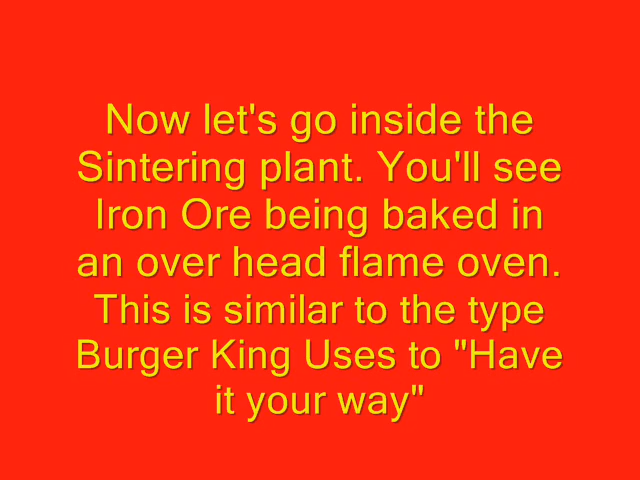 Now let's go inside the
Sintering plant. You'll see
Iron Ore being baked in
an over head flame oven.
This is similar to the type
Burger King Uses to "Have
it your way"